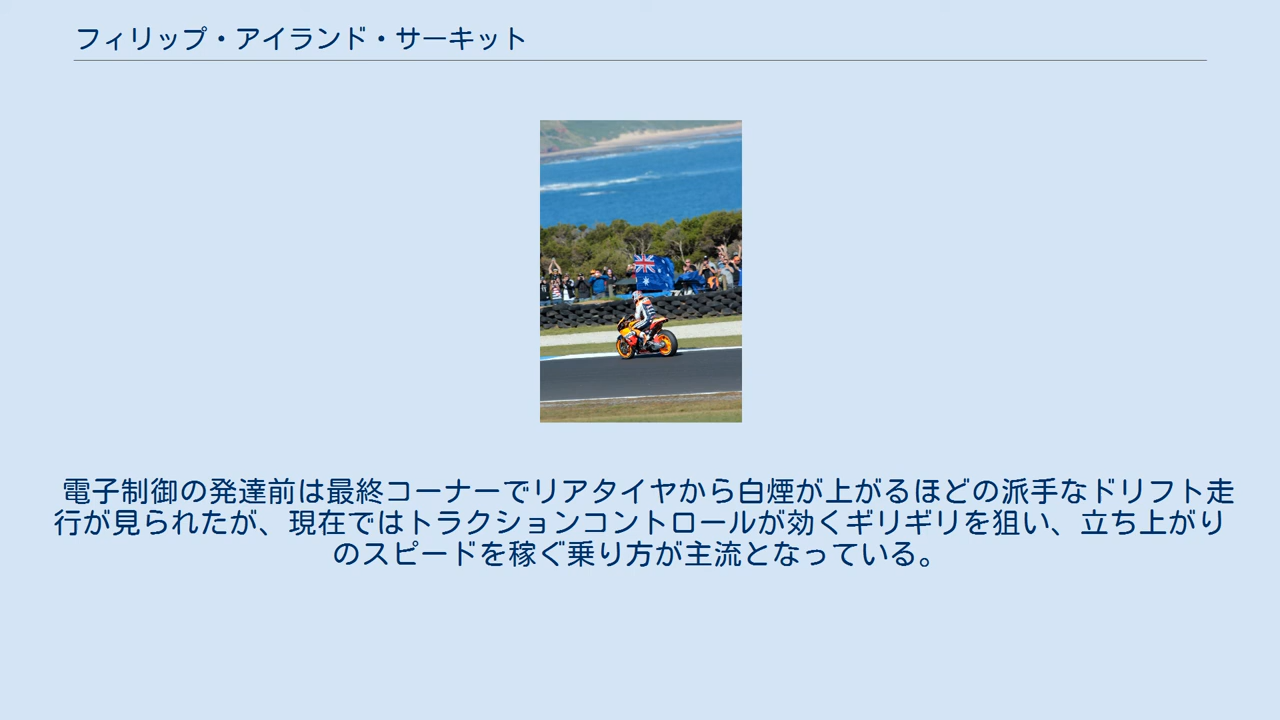 フィリップ・アイランド・サーキット
電子制御の発達前は最終コーナーでリアタイヤから白煙が上がるほどの派手なドリフト走
行が見られたが、現在ではトラクションコントロールが効くギリギリを狙い、立ち上がり
のスピードを稼ぐ乗り方が主流となっている。